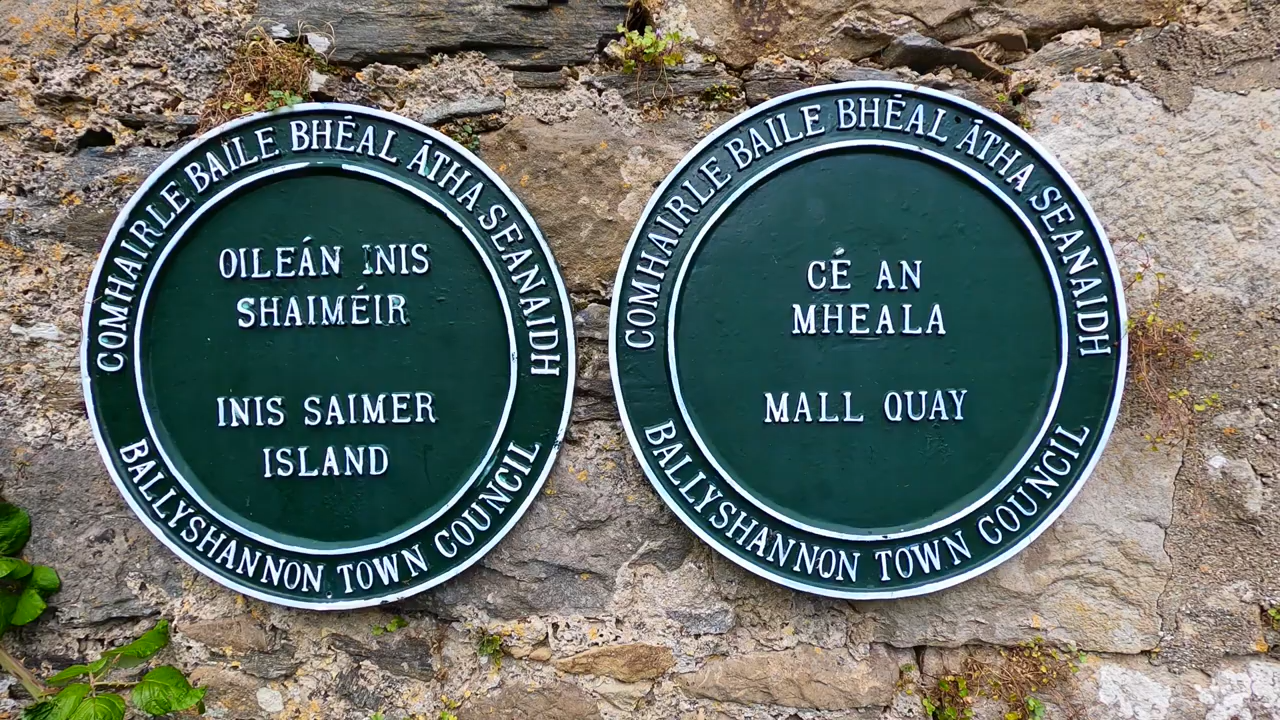 COMHAIRLE BAILE BHÉAL ÁTHA SEANAIDH
OILEÁN INIS
SHAIMÉIR
INIS SAIMER
ISLAND
BALLYSHANNON TOWN COUNCIL
COMHAIRLE BAILE BHÉAL ÁTHA SEANAIDH
CÉ AN
MHEALA
MALL QUAY
BALLYSHANNON TOWN COUNCIL